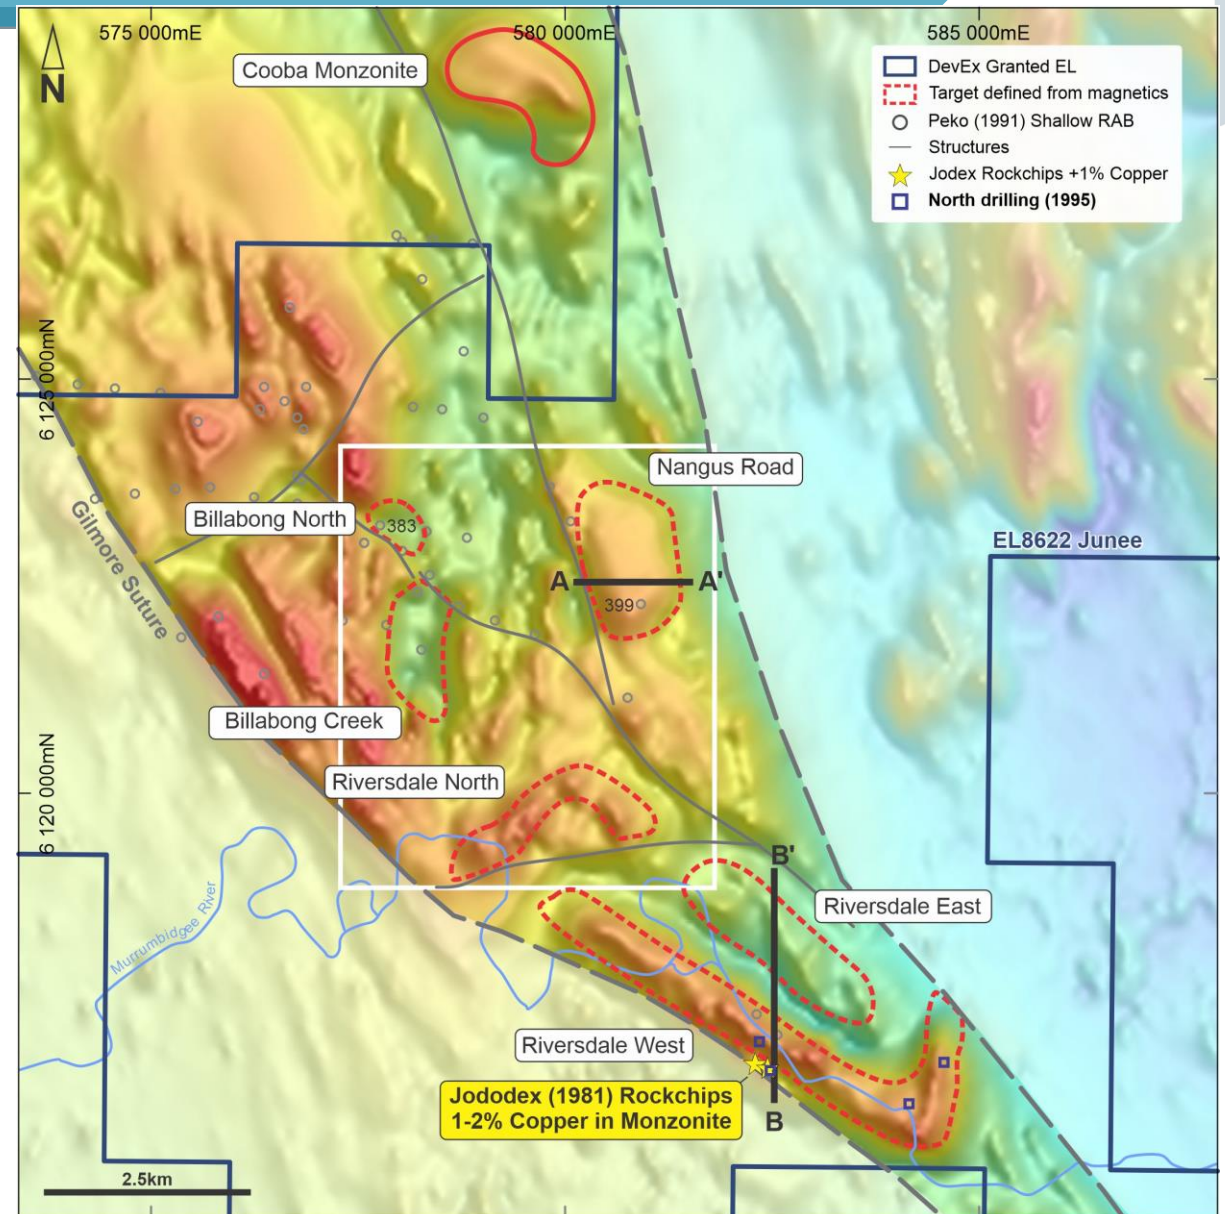 575 000mE
580 000mE
585 000mE
N
Cooba Monzonite
DevEx Granted EL
Target defined from magnetics
Peko (1991) Shallow RAB
Structures
Jodex Rockchips +1% Copper
North drilling (1995)
6 125 000mN
Nangus Road
Billabong North
383
Gilmore Suture
EL8622 Junee
A
A'
399
Billabong Creek
6 120 000mN
Riversdale North
B'
Riversdale East
Murrumbidgee River
Riversdale West
Jododex (1981) Rockchips
1-2% Copper in Monzonite
B
2.5km